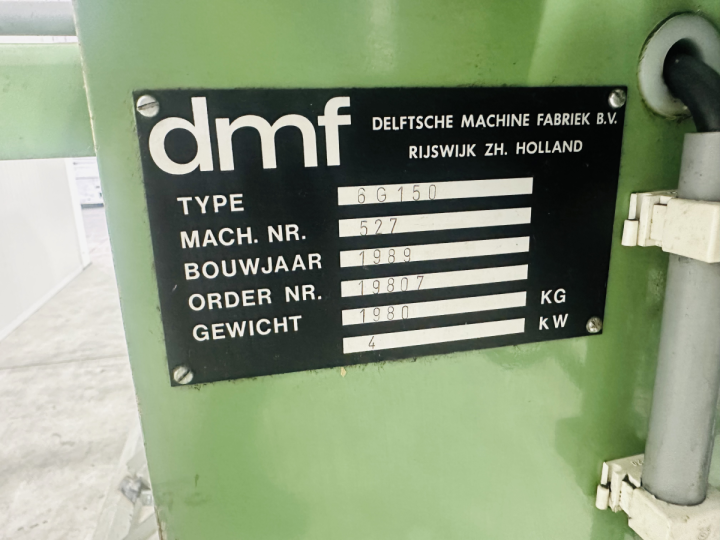 dmf DELFTSCHE MACHINE FABRIEK B.V.
RIJSWIJK ZH. HOLLAND
TYPE 6G150
MACH. NR. 527
BOUWJAAR 1989
ORDER NR. 19807
GEWICHT 1980 KG
4 kW